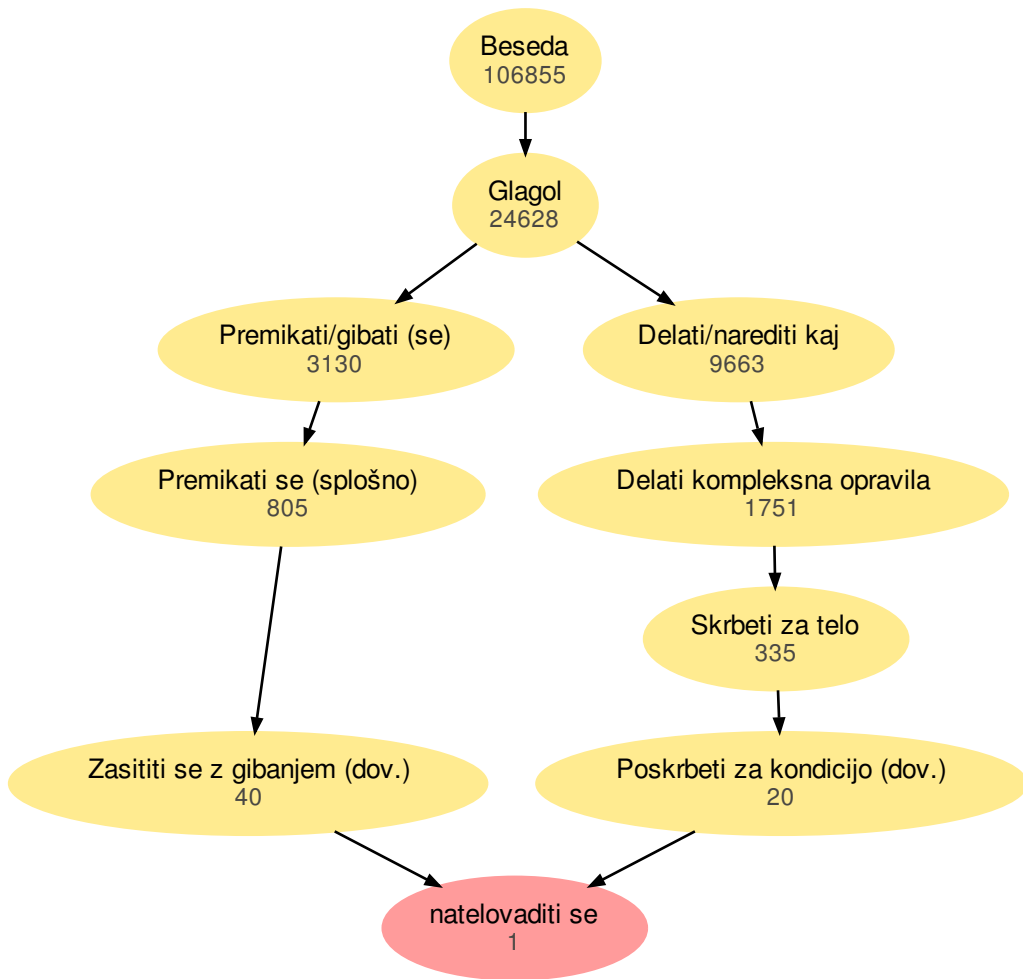 Beseda
106855
Glagol
24628
Premikati/gibati (se)
3130
Delati/narediti kaj
9663
Premikati se (splošno)
805
Delati kompleksna opravila
1751
Skrbeti za telo
335
Zasititi se z gibanjem (dov.)
40
Poskrbeti za kondicijo (dov.)
20
natelovaditi se
1